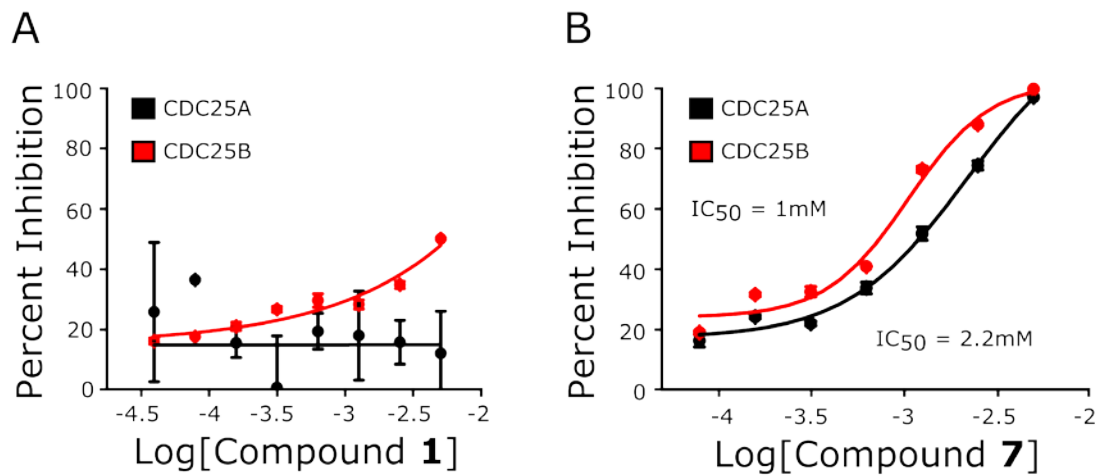 A
Percent Inhibition
100
80
60
40
20
0
CDC25A
CDC25B
-4.5
-4
-3.5
-3
-2.5
-2
Log[Compound 1]
B
Percent Inhibition
100
80
60
40
20
0
CDC25A
CDC25B
IC50 = 1mM
IC50 = 2.2mM
-4
-3.5
-3
-2.5
-2
Log[Compound 7]